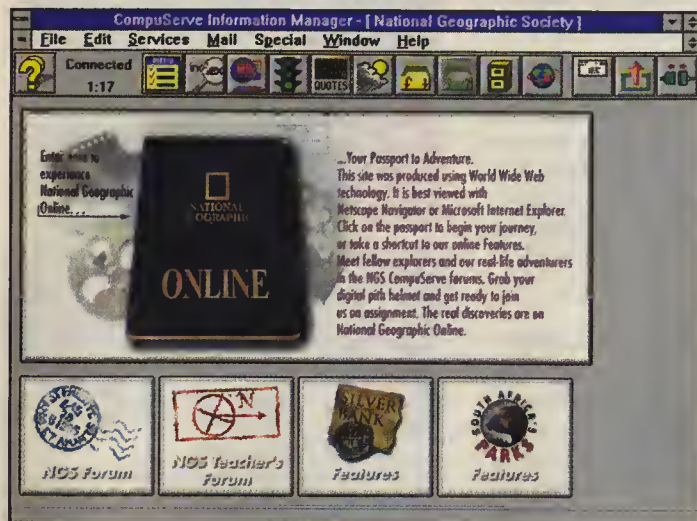 CompuServe Information Manager - [ National Geographic Society ]
File Edit Services Mail Special Window Help
Connected
1:17
MENU
index
QUOTES
Enter here to
experience
National Geographic
Online. . .
NATIONAL
GEOGRAPHIC
ONLINE
...Your Passport to Adventure.
This site was produced using World Wide Web
technology. It is best viewed with
Netscape Navigator or Microsoft Internet Explorer.
Click on the passport to begin your journey,
or take a shortcut to our online Features.
Meet fellow explorers and our real-life adventurers
in the NGS CompuServe Forums. Grab your
digital pith helmet and get ready to join
us on assignment. The real discoveries are on
National Geographic Online.
NGS Forum
N
NGS Teacher's
Forum
SILVER
BANK
Features
SOUTH AFRICA'S
PARKS
Features